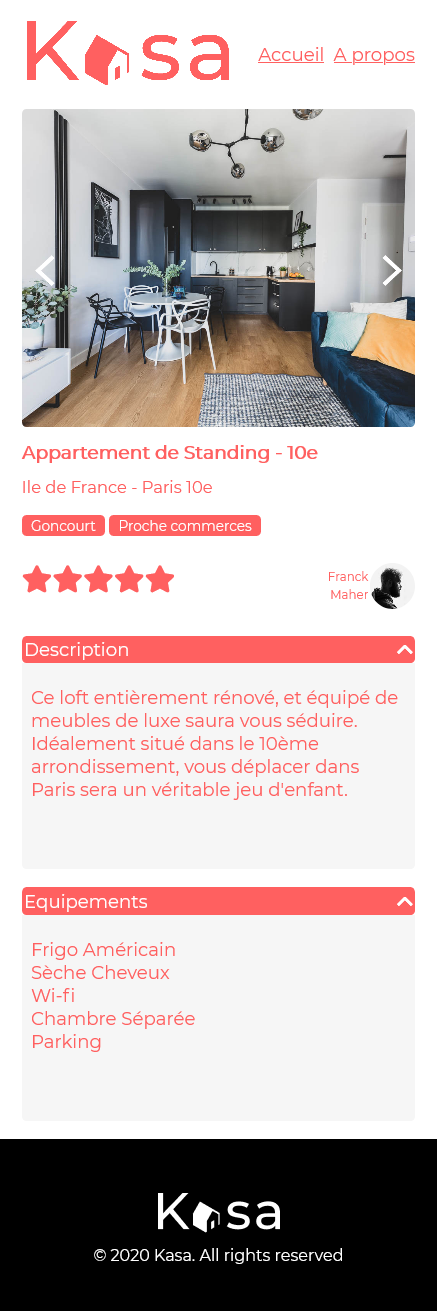 Kasa
Accueil A propos
Appartement de Standing - 10e
Ile de France - Paris 10e
Goncourt Proche commerces
Franck
Maher
Description
Ce loft entièrement rénové, et équipé de
meubles de luxe saura vous séduire.
Idéalement situé dans le 10ème
arrondissement, vous déplacer dans
Paris sera un véritable jeu d'enfant.
Equipements
Frigo Américain
Sèche Cheveux
Wi-fi
Chambre Séparée
Parking
Kasa
© 2020 Kasa. All rights reserved